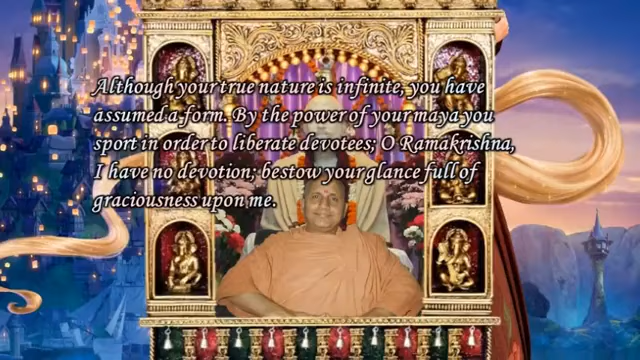 Although your true nature is infinite, you have
assumed a form. By the power of your maya you
sport in order to liberate devotees; O Ramakrishna,
I have no devotion; bestow your glance full of
graciousness upon me.